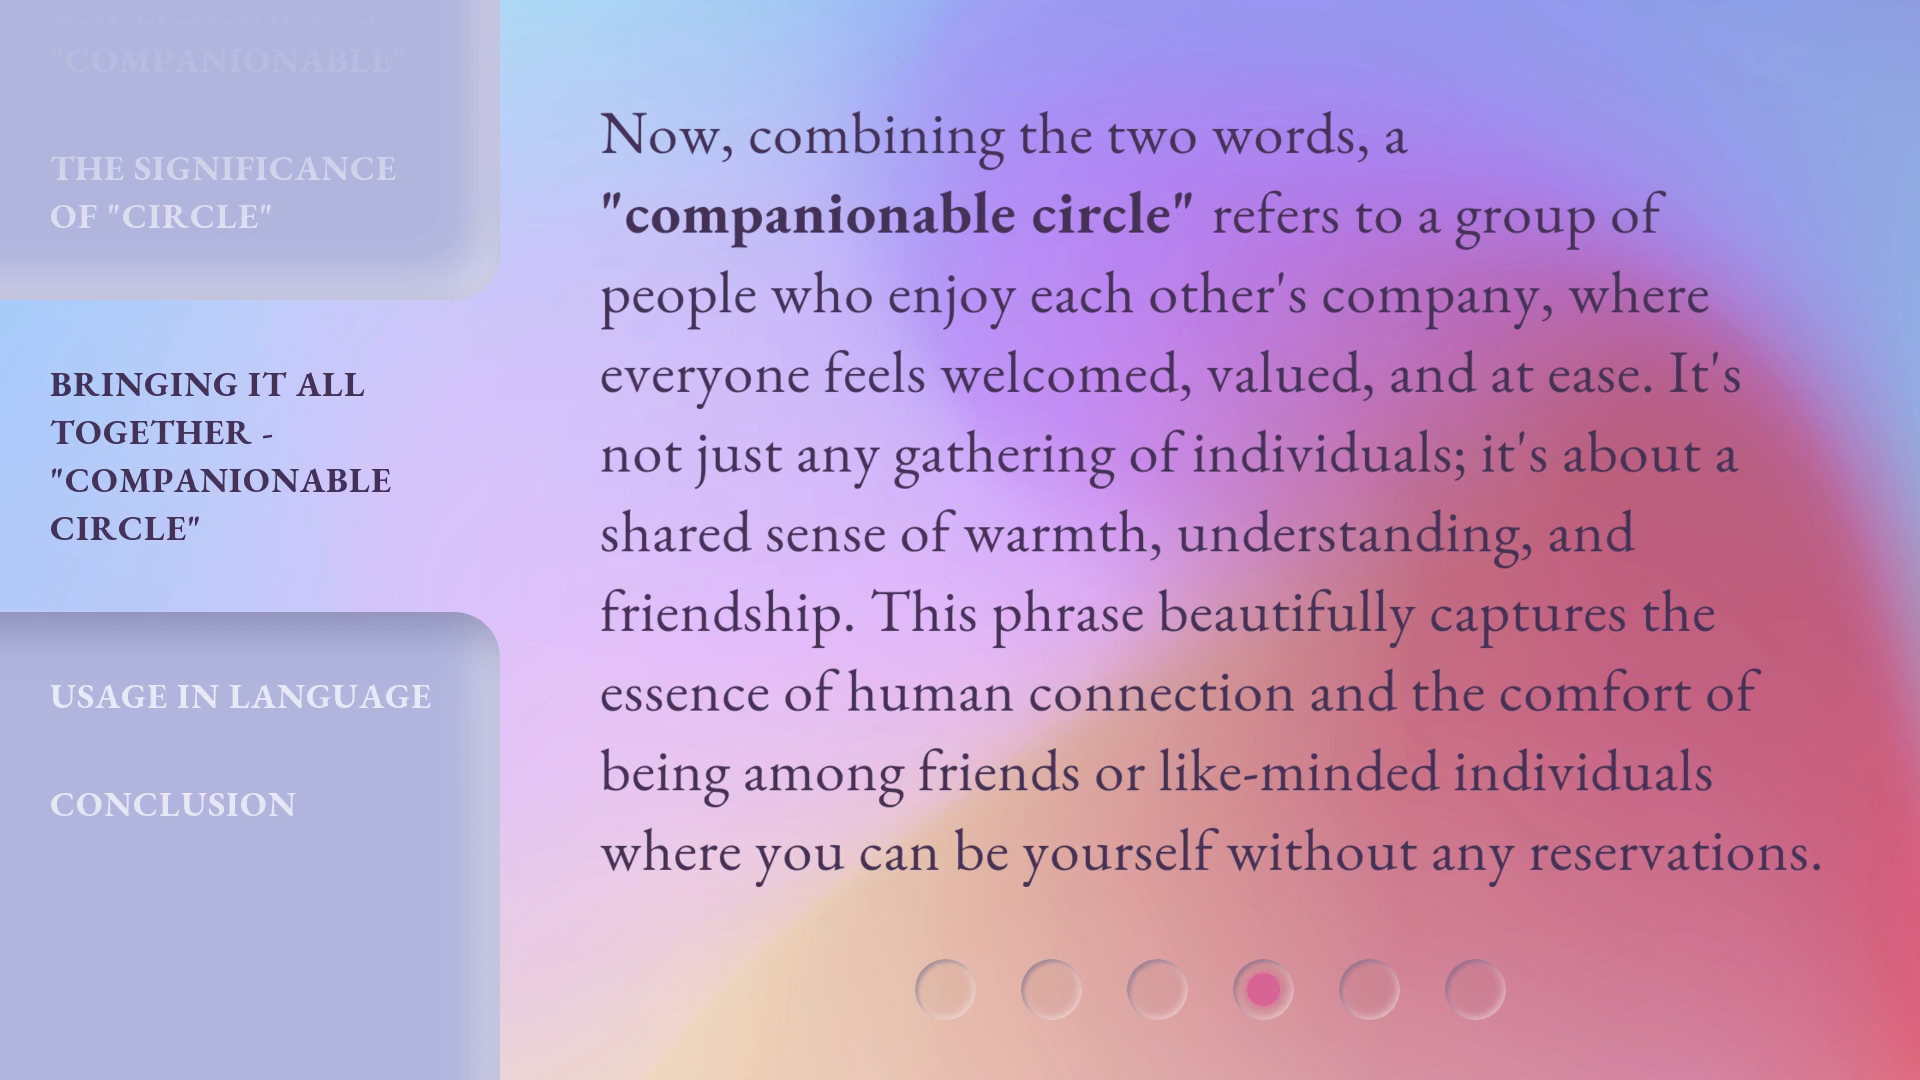 "COMPANIONABLE"
THE SIGNIFICANCE
OF "CIRCLE"
BRINGING IT ALL
TOGETHER -
"COMPANIONABLE
CIRCLE"
USAGE IN LANGUAGE
CONCLUSION
Now, combining the two words, a
"companionable circle" refers to a group of
people who enjoy each other's company, where
everyone feels welcomed, valued, and at ease. It's
not just any gathering of individuals; it's about a
shared sense of warmth, understanding, and
friendship. This phrase beautifully captures the
essence of human connection and the comfort of
being among friends or like-minded individuals
where you can be yourself without any reservations.